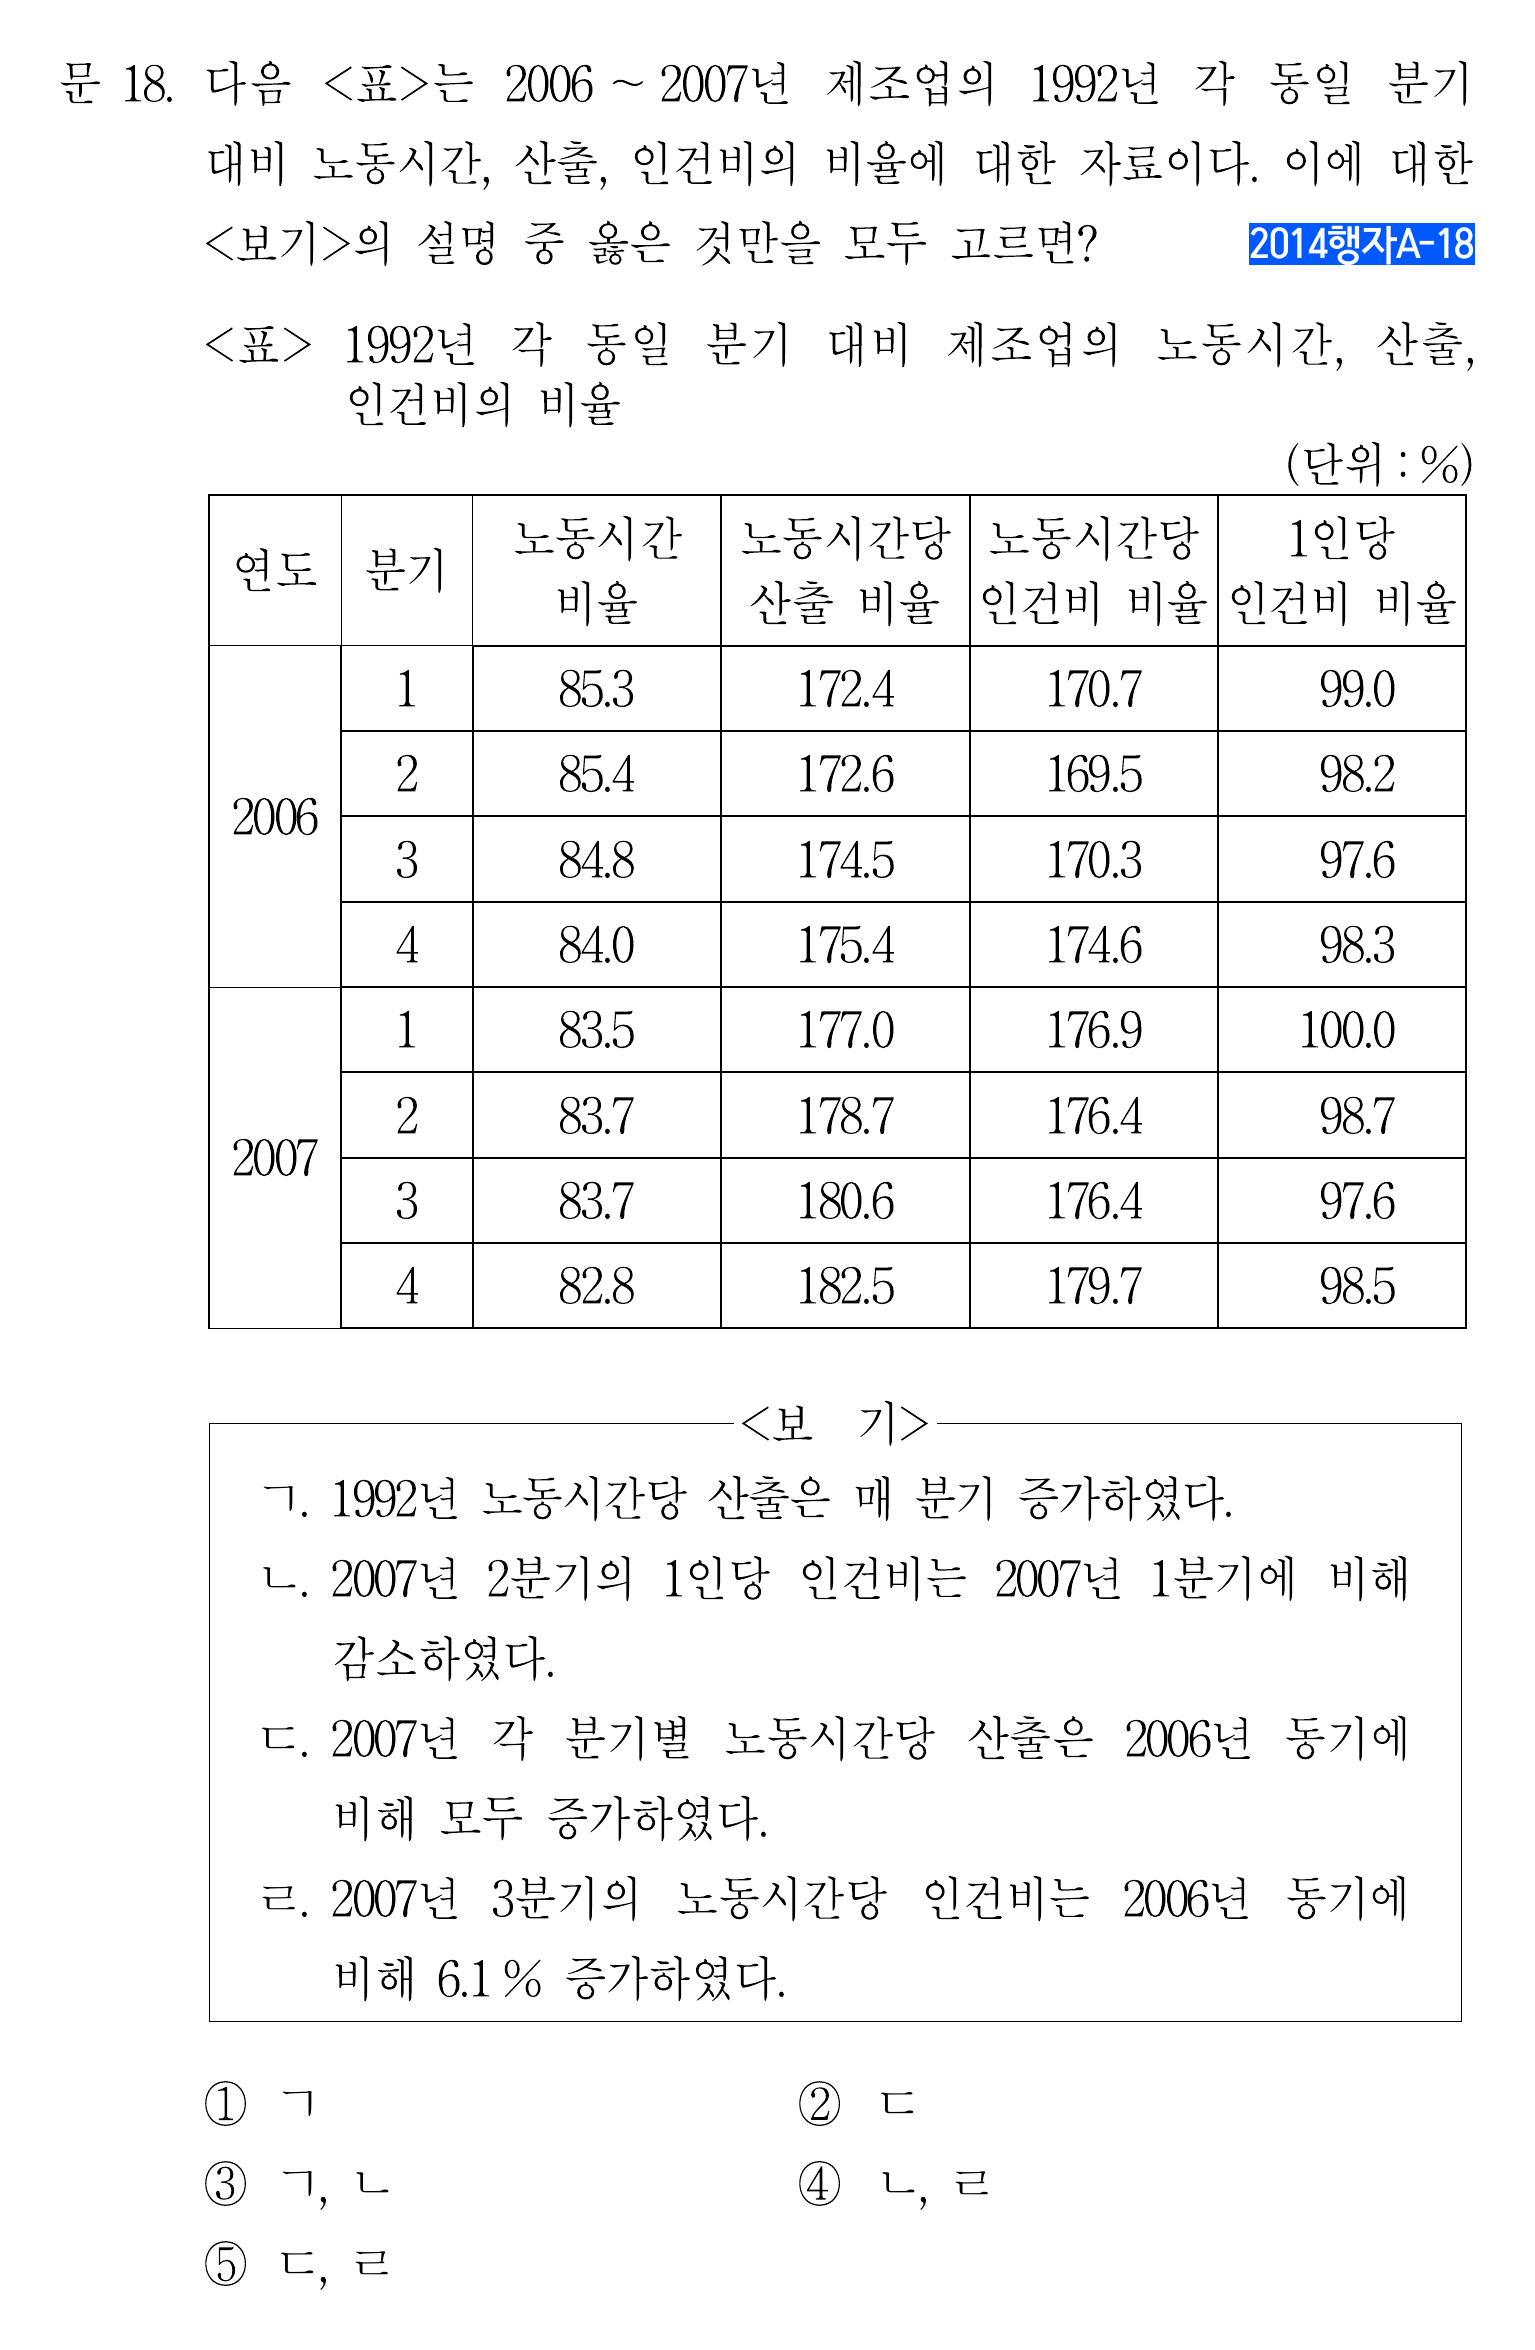 문 18. 다음 <표>는 2006 ~ 2007년 제조업의 1992년 각 동일 분기
대비 노동시간, 산출, 인건비의 비율에 대한 자료이다. 이에 대한
<보기>의 설명 중 옳은 것만을 모두 고르면? 2014행자A-18
<표> 1992년 각 동일 분기 대비 제조업의 노동시간, 산출,
인건비의 비율
(단위 : %)
연도 분기 노동시간 비율 노동시간당 산출 비율 노동시간당 인건비 비율 1인당 인건비 비율
2006 1 85.3 172.4 170.7 99.0
2 85.4 172.6 169.5 98.2
3 84.8 174.5 170.3 97.6
4 84.0 175.4 174.6 98.3
2007 1 83.5 177.0 176.9 100.0
2 83.7 178.7 176.4 98.7
3 83.7 180.6 176.4 97.6
4 82.8 182.5 179.7 98.5
<보 기>
ㄱ. 1992년 노동시간당 산출은 매 분기 증가하였다.
ㄴ. 2007년 2분기의 1인당 인건비는 2007년 1분기에 비해
감소하였다.
ㄷ. 2007년 각 분기별 노동시간당 산출은 2006년 동기에
비해 모두 증가하였다.
ㄹ. 2007년 3분기의 노동시간당 인건비는 2006년 동기에
비해 6.1 % 증가하였다.
① ㄱ ② ㄷ
③ ㄱ, ㄴ ④ ㄴ, ㄹ
⑤ ㄷ, ㄹ